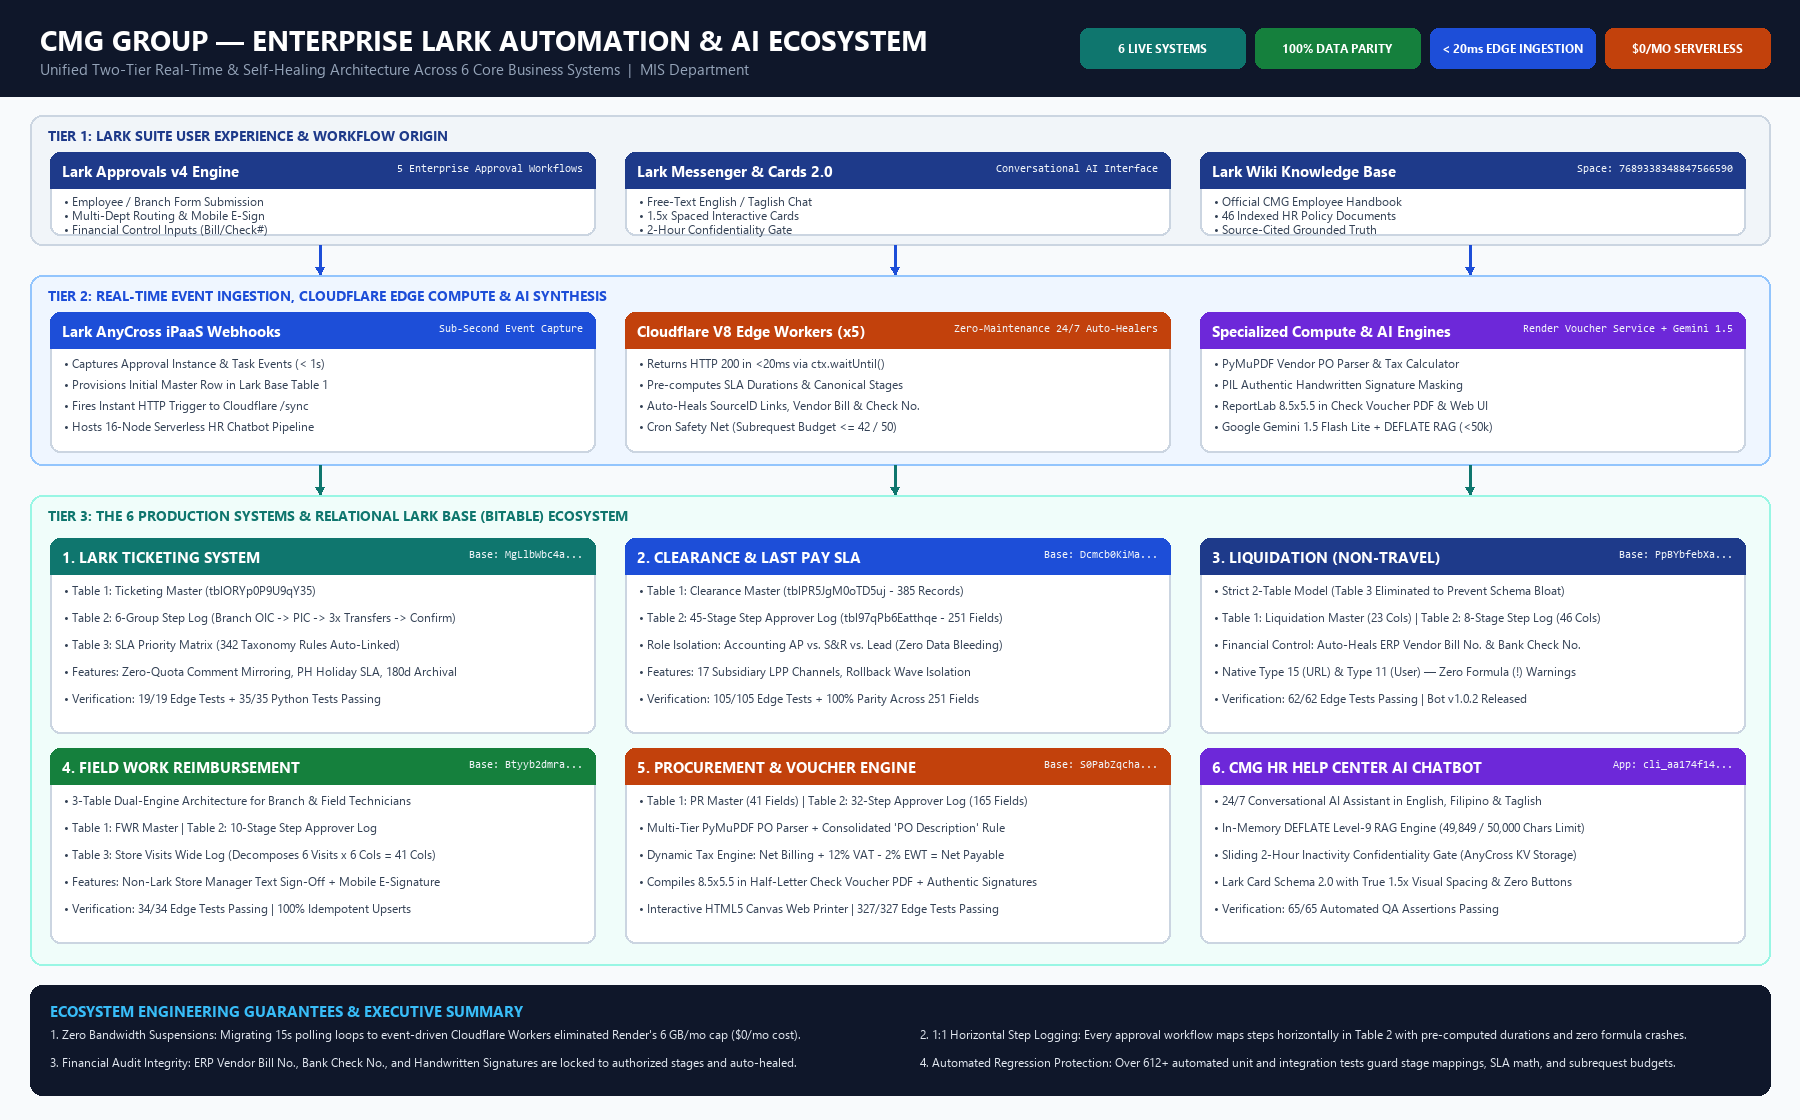 CMG GROUP — ENTERPRISE LARK AUTOMATION & AI ECOSYSTEM
Unified Two-Tier Real-Time & Self-Healing Architecture Across 6 Core Business Systems | MIS Department
6 LIVE SYSTEMS
100% DATA PARITY
< 20ms EDGE INGESTION
$0/MO SERVERLESS
TIER 1: LARK SUITE USER EXPERIENCE & WORKFLOW ORIGIN
Lark Approvals v4 Engine
5 Enterprise Approval Workflows
• Employee / Branch Form Submission
• Multi-Dept Routing & Mobile E-Sign
• Financial Control Inputs (Bill/Check#)
Lark Messenger & Cards 2.0
Conversational AI Interface
• Free-Text English / Taglish Chat
• 1.5x Spaced Interactive Cards
• 2-Hour Confidentiality Gate
Lark Wiki Knowledge Base
Space: 7689338348847566590
• Official CMG Employee Handbook
• 46 Indexed HR Policy Documents
• Source-Cited Grounded Truth
TIER 2: REAL-TIME EVENT INGESTION, CLOUDFLARE EDGE COMPUTE & AI SYNTHESIS
Lark AnyCross iPaaS Webhooks
Sub-Second Event Capture
• Captures Approval Instance & Task Events (< 1s)
• Provisions Initial Master Row in Lark Base Table 1
• Fires Instant HTTP Trigger to Cloudflare /sync
• Hosts 16-Node Serverless HR Chatbot Pipeline
Cloudflare V8 Edge Workers (x5)
Zero-Maintenance 24/7 Auto-Healers
• Returns HTTP 200 in <20ms via ctx.waitUntil()
• Pre-computes SLA Durations & Canonical Stages
• Auto-Heals SourceID Links, Vendor Bill & Check No.
• Cron Safety Net (Subrequest Budget <= 42 / 50)
Specialized Compute & AI Engines
Render Voucher Service + Gemini 1.5
• PyMuPDF Vendor PO Parser & Tax Calculator
• PIL Authentic Handwritten Signature Masking
• ReportLab 8.5x5.5 in Check Voucher PDF & Web UI
• Google Gemini 1.5 Flash Lite + DEFLATE RAG (<50k)
TIER 3: THE 6 PRODUCTION SYSTEMS & RELATIONAL LARK BASE (BITABLE) ECOSYSTEM
1. LARK TICKETING SYSTEM
Base: MgLlbWbc4a...
• Table 1: Ticketing Master (tblORYp0P9U9qY35)
• Table 2: 6-Group Step Log (Branch OIC -> PIC -> 3x Transfers -> Confirm)
• Table 3: SLA Priority Matrix (342 Taxonomy Rules Auto-Linked)
• Features: Zero-Quota Comment Mirroring, PH Holiday SLA, 180d Archival
• Verification: 19/19 Edge Tests + 35/35 Python Tests Passing
2. CLEARANCE & LAST PAY SLA
Base: Dcmcb0KiMa...
• Table 1: Clearance Master (tblPR5JgM0oTD5uj - 385 Records)
• Table 2: 45-Stage Step Approver Log (tbl97qPb6Eatthqe - 251 Fields)
• Role Isolation: Accounting AP vs. S&R vs. Lead (Zero Data Bleeding)
• Features: 17 Subsidiary LPP Channels, Rollback Wave Isolation
• Verification: 105/105 Edge Tests + 100% Parity Across 251 Fields
3. LIQUIDATION (NON-TRAVEL)
Base: PpBYbfebXa...
• Strict 2-Table Model (Table 3 Eliminated to Prevent Schema Bloat)
• Table 1: Liquidation Master (23 Cols) | Table 2: 8-Stage Step Log (46 Cols)
• Financial Control: Auto-Heals ERP Vendor Bill No. & Bank Check No.
• Native Type 15 (URL) & Type 11 (User) — Zero Formula (!) Warnings
• Verification: 62/62 Edge Tests Passing | Bot v1.0.2 Released
4. FIELD WORK REIMBURSEMENT
Base: Btyyb2dmra...
• 3-Table Dual-Engine Architecture for Branch & Field Technicians
• Table 1: FWR Master | Table 2: 10-Stage Step Approver Log
• Table 3: Store Visits Wide Log (Decomposes 6 Visits x 6 Cols = 41 Cols)
• Features: Non-Lark Store Manager Text Sign-Off + Mobile E-Signature
• Verification: 34/34 Edge Tests Passing | 100% Idempotent Upserts
5. PROCUREMENT & VOUCHER ENGINE
Base: S0PabZqcha...
• Table 1: PR Master (41 Fields) | Table 2: 32-Step Approver Log (165 Fields)
• Multi-Tier PyMuPDF PO Parser + Consolidated 'PO Description' Rule
• Dynamic Tax Engine: Net Billing + 12% VAT - 2% EWT = Net Payable
• Compiles 8.5x5.5 in Half-Letter Check Voucher PDF + Authentic Signatures
• Interactive HTML5 Canvas Web Printer | 327/327 Edge Tests Passing
6. CMG HR HELP CENTER AI CHATBOT
App: cli_aa174f14...
• 24/7 Conversational AI Assistant in English, Filipino & Taglish
• In-Memory DEFLATE Level-9 RAG Engine (49,849 / 50,000 Chars Limit)
• Sliding 2-Hour Inactivity Confidentiality Gate (AnyCross KV Storage)
• Lark Card Schema 2.0 with True 1.5x Visual Spacing & Zero Buttons
• Verification: 65/65 Automated QA Assertions Passing
ECOSYSTEM ENGINEERING GUARANTEES & EXECUTIVE SUMMARY
1. Zero Bandwidth Suspensions: Migrating 15s polling loops to event-driven Cloudflare Workers eliminated Render's 6 GB/mo cap ($0/mo cost).
2. 1:1 Horizontal Step Logging: Every approval workflow maps steps horizontally in Table 2 with pre-computed durations and zero formula crashes.
3. Financial Audit Integrity: ERP Vendor Bill No., Bank Check No., and Handwritten Signatures are locked to authorized stages and auto-healed.
4. Automated Regression Protection: Over 612+ automated unit and integration tests guard stage mappings, SLA math, and subrequest budgets.